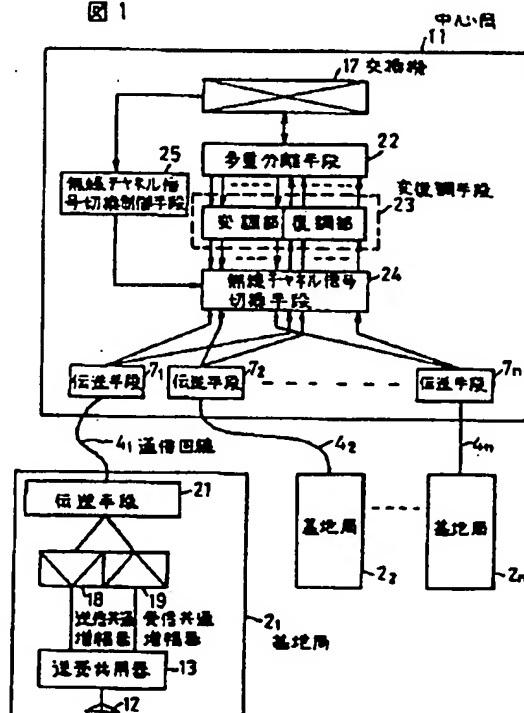 図 1
中心局
11
17 交換機
22
多重分離手段
25
無線チャネル信
号切換制御手段
変復調手段
23
変調部 復調部
24
無線チャネル信号
切換手段
伝送手段 7₁
伝送手段 7₂
伝送手段 7n
4₁ 通信回線
4₂
4n
伝送手段 21
18 19
送信共通 受信共通
増幅器 増幅器
送受共用器 13
12
2₁
基地局
基地局
2₂
基地局
2n